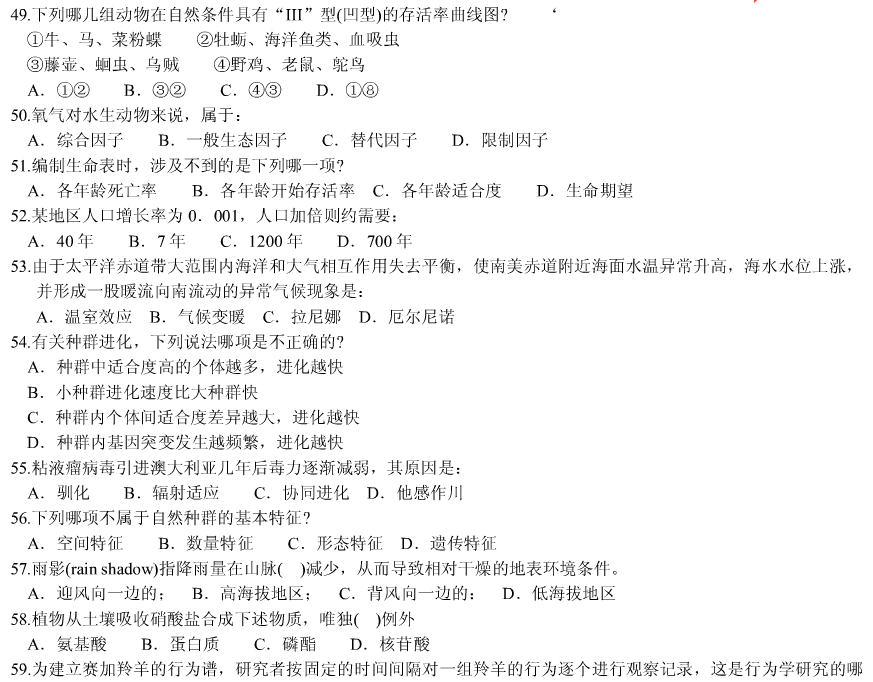 49.下列哪几组动物在自然条件具有“III”型(凹型)的存活率曲线图? ‘
①牛、马、菜粉蝶 ②牡蛎、海洋鱼类、血吸虫
③藤壶、蛔虫、乌贼 ④野鸡、老鼠、鸵鸟
A．①② B．③② C．④③ D．①⑧
50.氧气对水生动物来说，属于：
A．综合因子 B．一般生态因子 C．替代因子 D．限制因子
51.编制生命表时，涉及不到的是下列哪一项?
A．各年龄死亡率 B．各年龄开始存活率 C．各年龄适合度 D．生命期望
52.某地区人口增长率为 0．001，人口加倍则约需要：
A．40 年 B．7 年 C．1200 年 D．700 年
53.由于太平洋赤道带大范围内海洋和大气相互作用失去平衡，使南美赤道附近海面水温异常升高，海水水位上涨，
并形成一股暖流向南流动的异常气候现象是：
A．温室效应 B．气候变暖 C．拉尼娜 D．厄尔尼诺
54.有关种群进化，下列说法哪项是不正确的?
A．种群中适合度高的个体越多，进化越快
B．小种群进化速度比大种群快
C．种群内个体间适合度差异越大，进化越快
D．种群内基因突变发生越频繁，进化越快
55.粘液瘤病毒引进澳大利亚几年后毒力逐渐减弱，其原因是：
A．驯化 B．辐射适应 C．协同进化 D．他感作川
56.下列哪项不属于自然种群的基本特征?
A．空间特征 B．数量特征 C．形态特征 D．遗传特征
57.雨影(rain shadow)指降雨量在山脉( )减少，从而导致相对干燥的地表环境条件。
A．迎风向一边的； B．高海拔地区； C．背风向一边的： D．低海拔地区
58.植物从土壤吸收硝酸盐合成下述物质，唯独( )例外
A．氨基酸 B．蛋白质 C．磷酯 D．核苷酸
59.为建立赛加羚羊的行为谱，研究者按固定的时间间隔对一组羚羊的行为逐个进行观察记录，这是行为学研究的哪